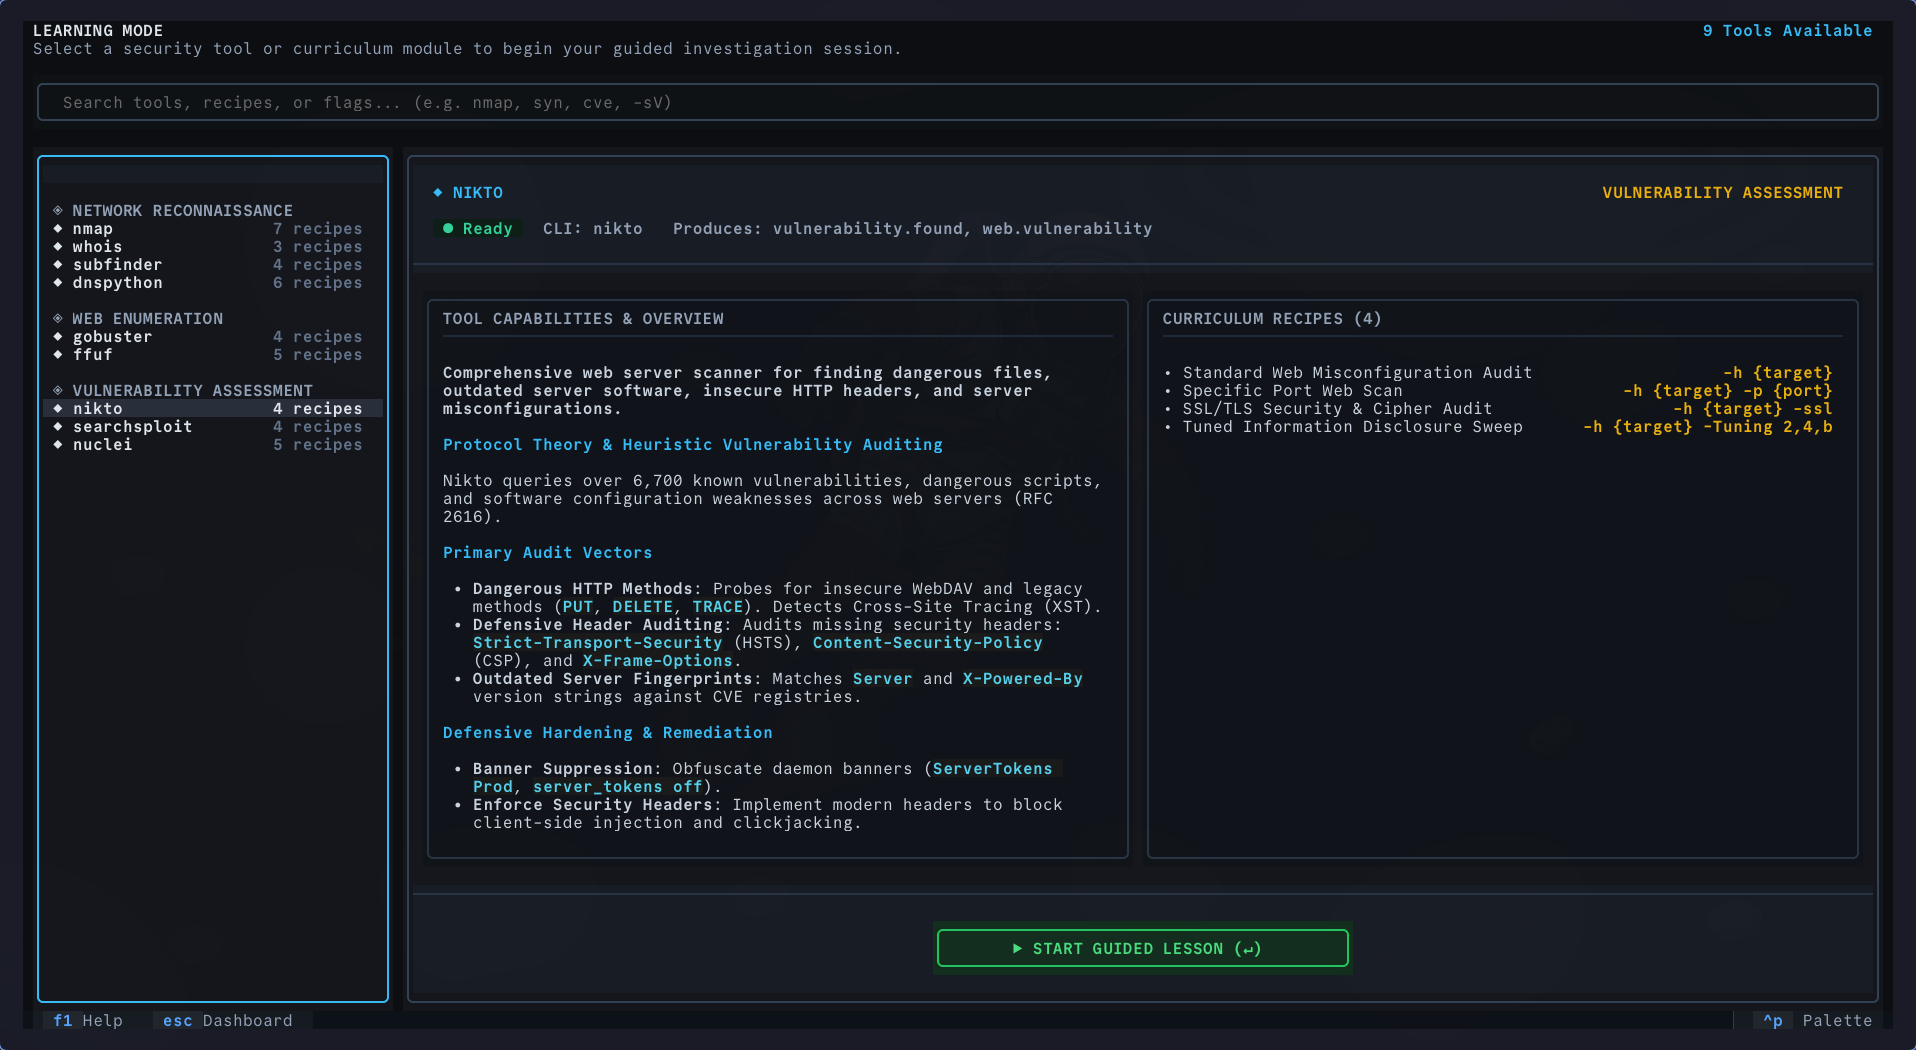 LEARNING MODE
9 Tools Available
Select a security tool or curriculum module to begin your guided investigation session.
Search tools, recipes, or flags... (e.g. nmap, syn, cve, -sV)
◈ NETWORK RECONNAISSANCE
◆ nmap 7 recipes
◆ whois 3 recipes
◆ subfinder 4 recipes
◆ dnspython 6 recipes
◈ WEB ENUMERATION
◆ gobuster 4 recipes
◆ ffuf 5 recipes
◈ VULNERABILITY ASSESSMENT
◆ nikto 4 recipes
◆ searchsploit 4 recipes
◆ nuclei 5 recipes
◆ NIKTO
VULNERABILITY ASSESSMENT
● Ready CLI: nikto Produces: vulnerability.found, web.vulnerability
TOOL CAPABILITIES & OVERVIEW
Comprehensive web server scanner for finding dangerous files,
outdated server software, insecure HTTP headers, and server
misconfigurations.
Protocol Theory & Heuristic Vulnerability Auditing
Nikto queries over 6,700 known vulnerabilities, dangerous scripts,
and software configuration weaknesses across web servers (RFC
2616).
Primary Audit Vectors
• Dangerous HTTP Methods: Probes for insecure WebDAV and legacy
methods (PUT, DELETE, TRACE). Detects Cross-Site Tracing (XST).
• Defensive Header Auditing: Audits missing security headers:
Strict-Transport-Security (HSTS), Content-Security-Policy
(CSP), and X-Frame-Options.
• Outdated Server Fingerprints: Matches Server and X-Powered-By
version strings against CVE registries.
Defensive Hardening & Remediation
• Banner Suppression: Obfuscate daemon banners (ServerTokens
Prod, server_tokens off).
• Enforce Security Headers: Implement modern headers to block
client-side injection and clickjacking.
CURRICULUM RECIPES (4)
• Standard Web Misconfiguration Audit -h {target}
• Specific Port Web Scan -h {target} -p {port}
• SSL/TLS Security & Cipher Audit -h {target} -ssl
• Tuned Information Disclosure Sweep -h {target} -Tuning 2,4,b
▶ START GUIDED LESSON (↵)
f1 Help esc Dashboard
^p Palette